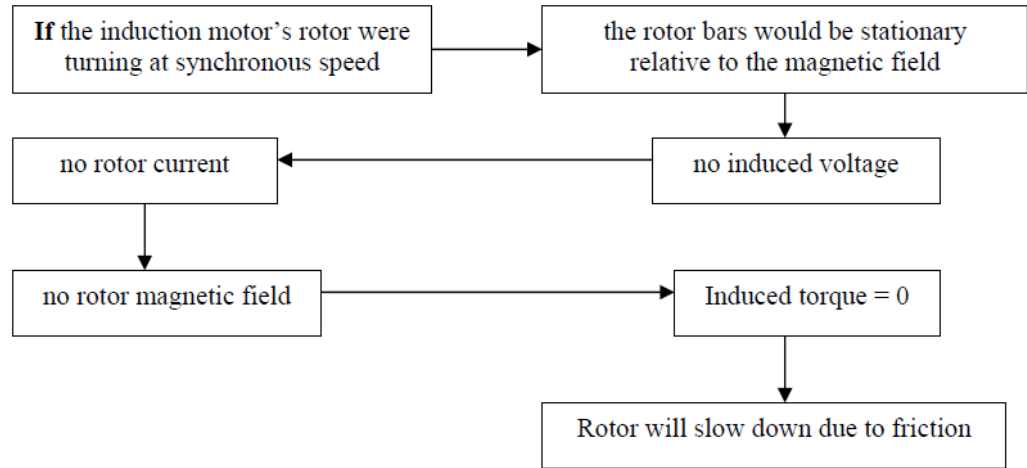 If the induction motor's rotor were
turning at synchronous speed
the rotor bars would be stationary
relative to the magnetic field
no induced voltage
no rotor current
no rotor magnetic field
Induced torque = 0
Rotor will slow down due to friction